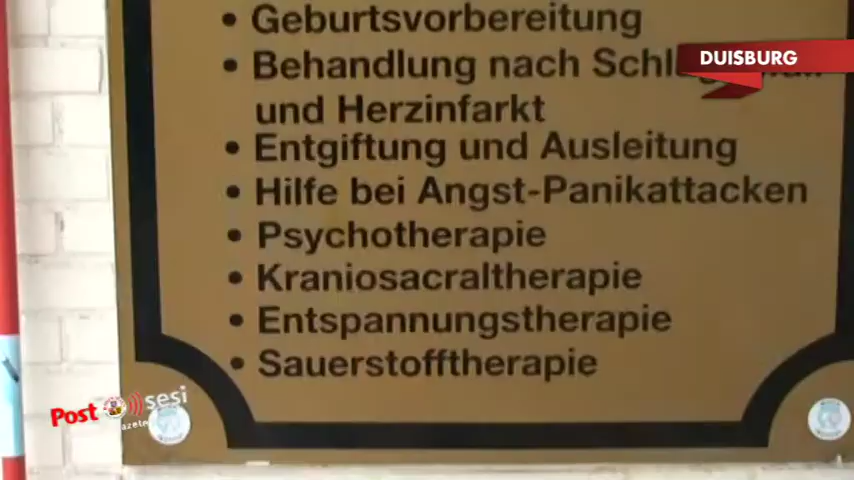 • Geburtsvorbereitung
DUISBURG
• Behandlung nach
und Herzinfarkt
• Entgiftung und Ausleitung
• Hilfe bei Angst-Panikattacken
• Psychotherapie
• Kraniosacraltherapie
• Entspannungstherapie
• Sauerstofftherapie
Post sesi